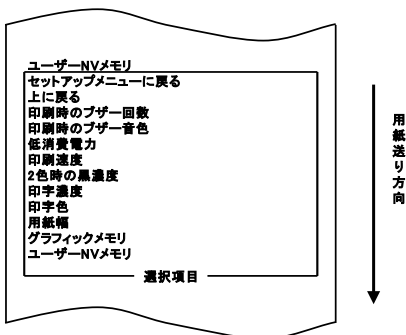 ユーザーNVメモリ
セットアップメニューに戻る
上に戻る
印刷時のブザー回数
印刷時のブザー音色
低消費電力
印刷速度
2色時の黒濃度
印字濃度
印字色
用紙幅
グラフィックメモリ
ユーザーNVメモリ
選択項目
用紙送り方向